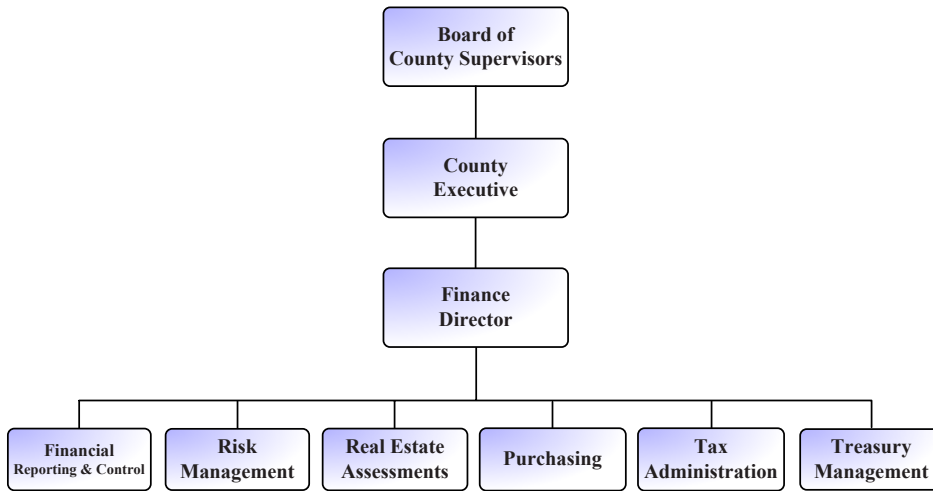 Board of
County Supervisors
County
Executive
Finance
Director
Financial
Reporting & Control
Risk
Management
Real Estate
Assessments
Purchasing
Tax
Administration
Treasury
Management